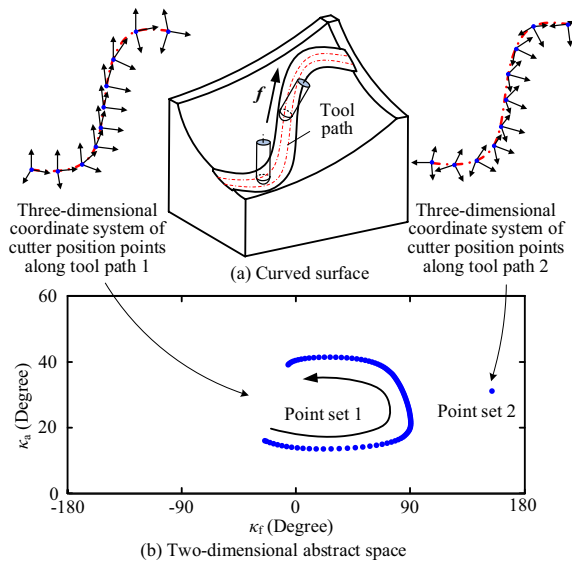 f
Tool
path
Three-dimensional
coordinate system of
cutter position points
along tool path 1
(a) Curved surface
Three-dimensional
coordinate system of
cutter position points
along tool path 2
60
40
20
0
κa (Degree)
Point set 1
Point set 2
-180
-90
0
90
180
κf (Degree)
(b) Two-dimensional abstract space